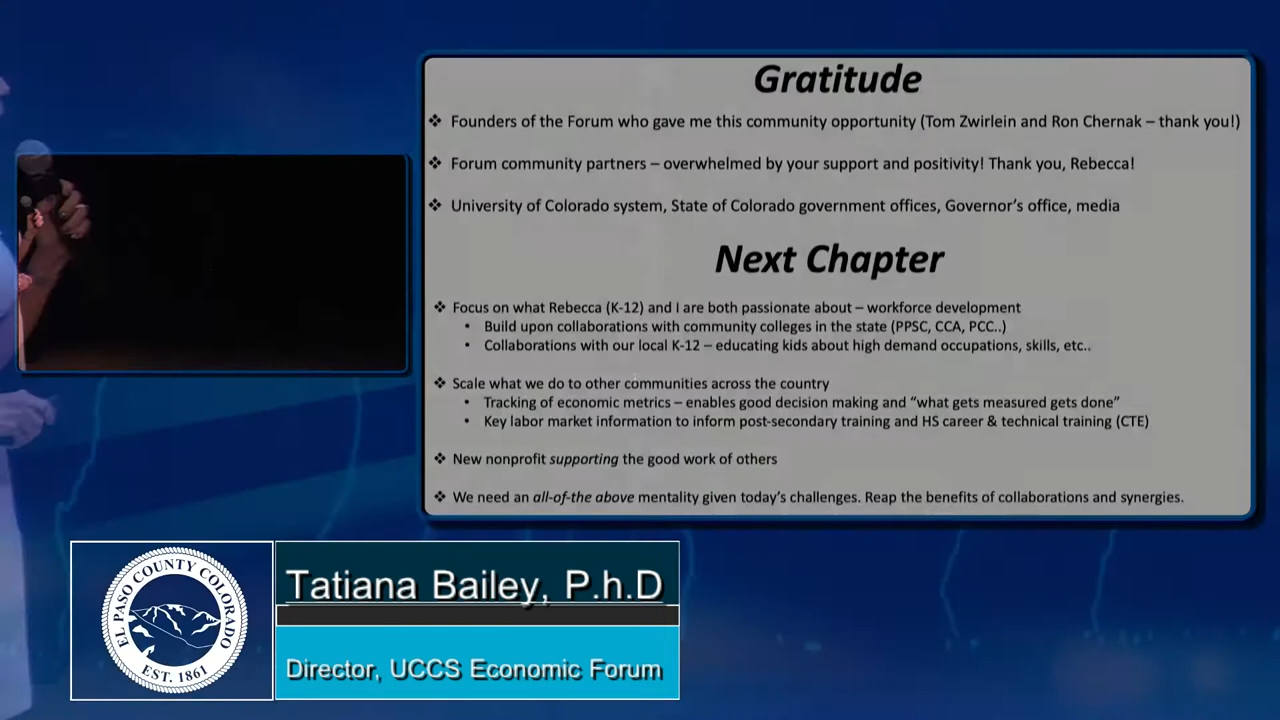 Gratitude
❖ Founders of the Forum who gave me this community opportunity (Tom Zwirlein and Ron Chernak – thank you!)
❖ Forum community partners – overwhelmed by your support and positivity! Thank you, Rebecca!
❖ University of Colorado system, State of Colorado government offices, Governor's office, media
Next Chapter
❖ Focus on what Rebecca (K-12) and I are both passionate about – workforce development
• Build upon collaborations with community colleges in the state (PPSC, CCA, PCC..)
• Collaborations with our local K-12 – educating kids about high demand occupations, skills, etc..
❖ Scale what we do to other communities across the country
• Tracking of economic metrics – enables good decision making and “what gets measured gets done”
• Key labor market information to inform post-secondary training and HS career & technical training (CTE)
❖ New nonprofit supporting the good work of others
❖ We need an all-of-the above mentality given today's challenges. Reap the benefits of collaborations and synergies.
EL PASO COUNTY COLORADO
EST. 1861
Tatiana Bailey, P.h.D
Director, UCCS Economic Forum